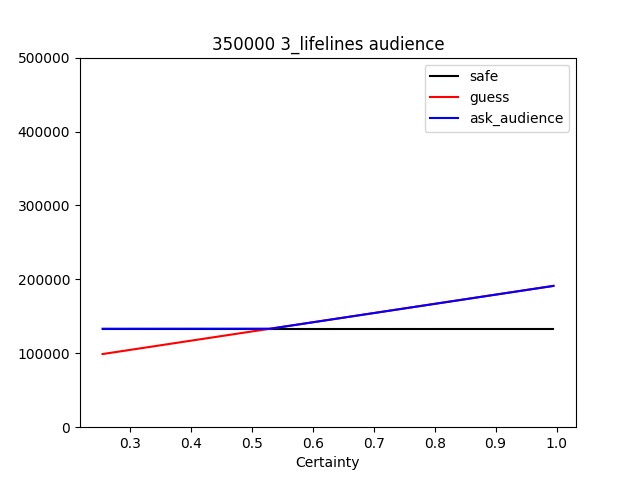 350000 3_lifelines audience
500000
400000
300000
200000
100000
0
safe
guess
ask_audience
0.3 0.4 0.5 0.6 0.7 0.8 0.9 1.0
Certainty